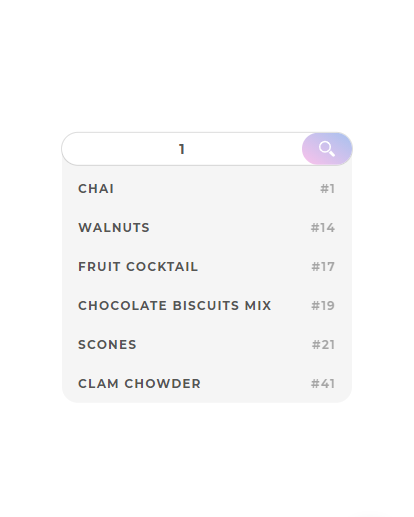 1
CHAI #1
WALNUTS #14
FRUIT COCKTAIL #17
CHOCOLATE BISCUITS MIX #19
SCONES #21
CLAM CHOWDER #41